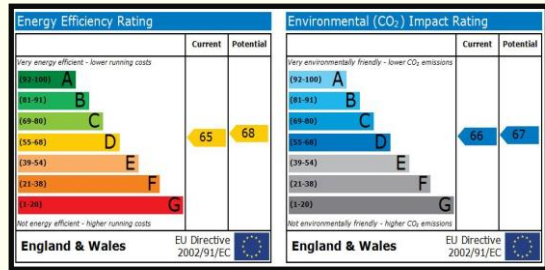 Energy Efficiency Rating
Current Potential
Very energy efficient - lower running costs
(92-100) A
(81-91) B
(69-80) C
(55-68) D
65 68
(39-54) E
(21-38) F
(1-20) G
Not energy efficient - higher running costs
England & Wales
EU Directive
2002/91/EC
Environmental (CO₂) Impact Rating
Current Potential
Very environmentally friendly - lower CO₂ emissions
(92-100) A
(81-91) B
(69-80) C
(55-68) D
66 67
(39-54) E
(21-38) F
(1-20) G
Not environmentally friendly - higher CO₂ emissions
England & Wales
EU Directive
2002/91/EC